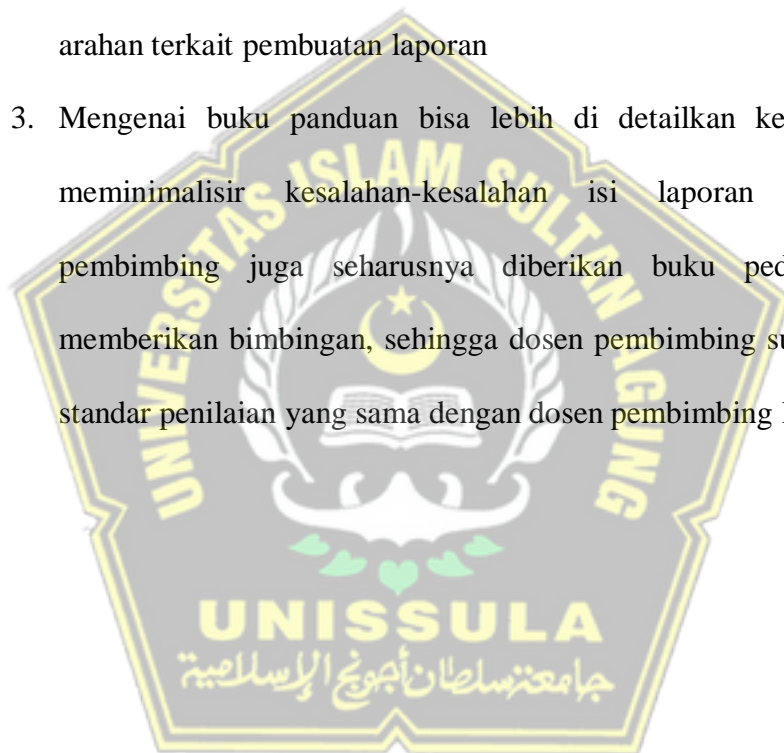 arahan terkait pembuatan laporan
3. Mengenai buku panduan bisa lebih di detailkan ke
meminimalisir kesalahan-kesalahan isi laporan
pembimbing juga seharusnya diberikan buku ped
memberikan bimbingan, sehingga dosen pembimbing su
standar penilaian yang sama dengan dosen pembimbing
UNIVERSITAS ISLAM SULTAN AGUNG
UNISSULA
جامعة سلطان أجونج الإسلامية